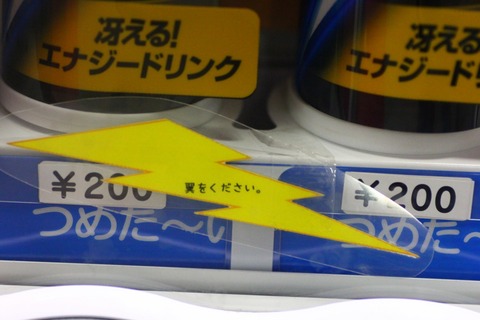 冴える!
エナジードリンク
冴える
エナジード
翼をください。
¥200
¥200
つめた〜い
つめた〜